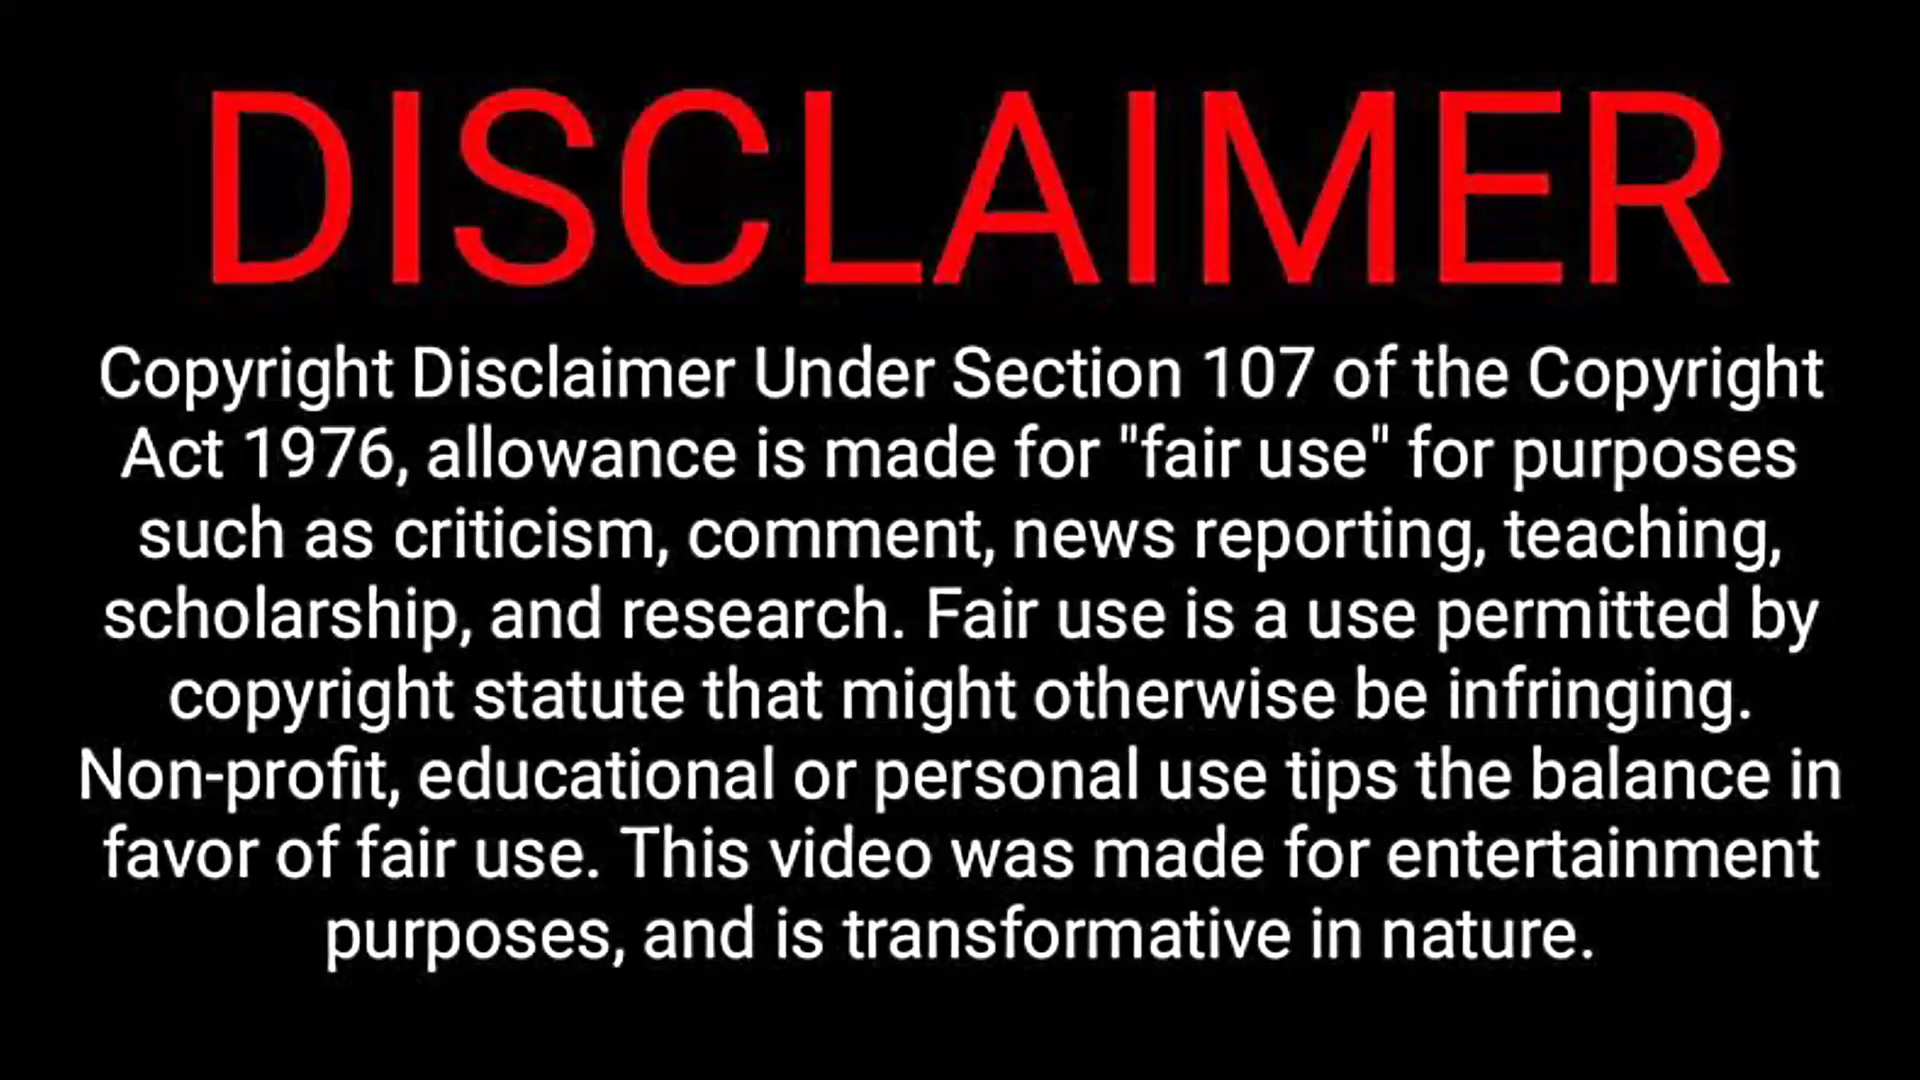 DISCLAIMER
Copyright Disclaimer Under Section 107 of the Copyright
Act 1976, allowance is made for "fair use" for purposes
such as criticism, comment, news reporting, teaching,
scholarship, and research. Fair use is a use permitted by
copyright statute that might otherwise be infringing.
Non-profit, educational or personal use tips the balance in
favor of fair use. This video was made for entertainment
purposes, and is transformative in nature.